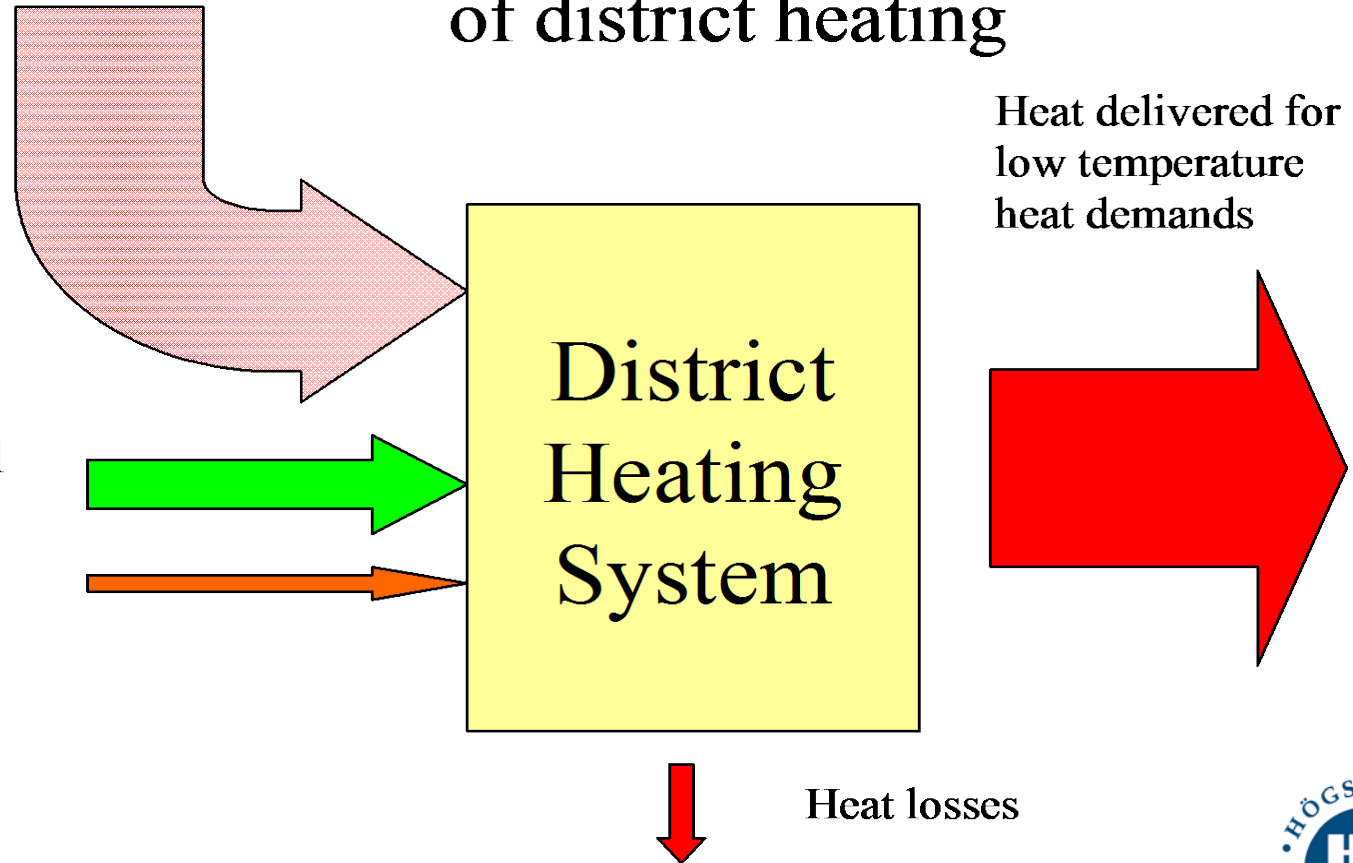 of district heating
Heat delivered for
low temperature
heat demands
District
Heating
System
Heat losses